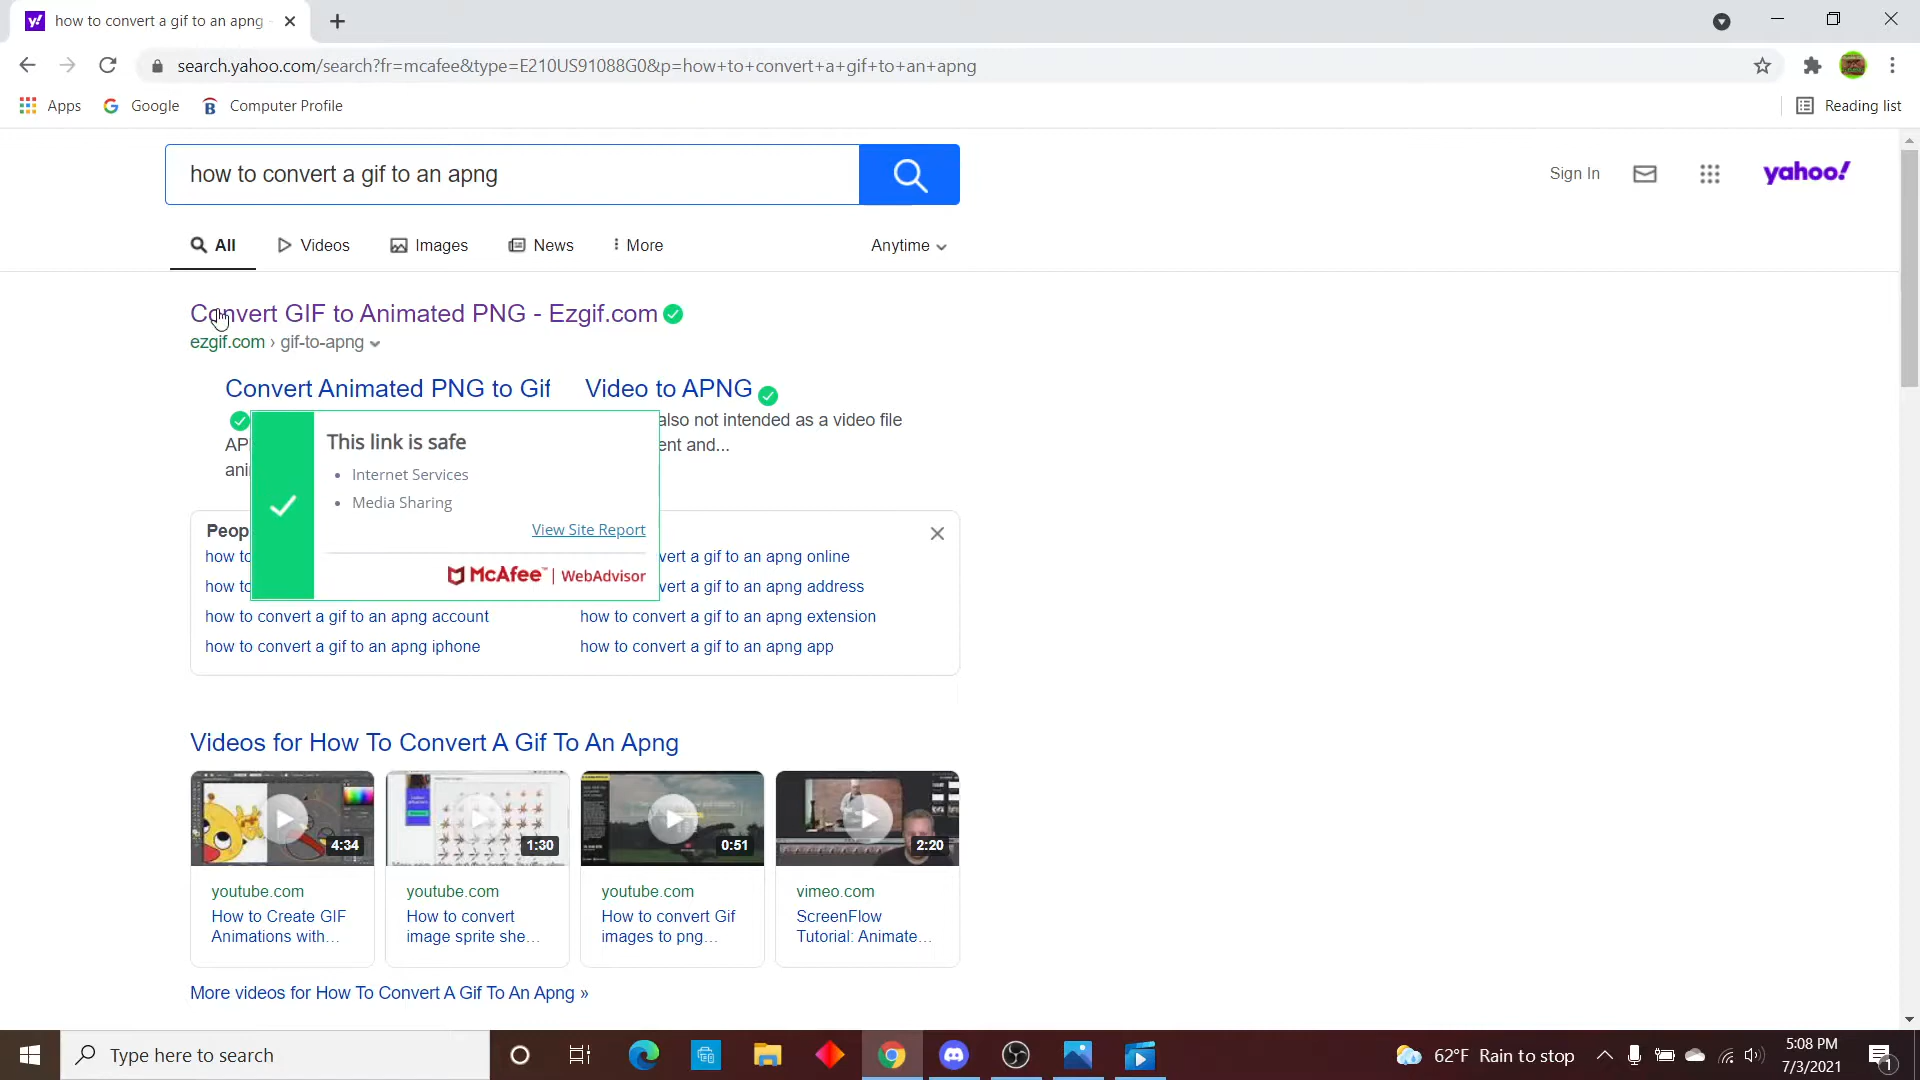 how to convert a gif to an apng -
search.yahoo.com/search?fr=mcafee&type=E210US91088G0&p=how+to+convert+a+gif+to+an+apng
Apps Google Computer Profile Reading list
how to convert a gif to an apng
Sign In
yahoo!
All Videos Images News More Anytime
Convert GIF to Animated PNG - Ezgif.com
ezgif.com › gif-to-apng
Convert Animated PNG to Gif
Video to APNG
also not intended as a video file
AP
ani
This link is safe
• Internet Services
• Media Sharing
View Site Report
McAfee™ | WebAdvisor
Peop
how to
how to
how to convert a gif to an apng account
how to convert a gif to an apng iphone
vert a gif to an apng online
vert a gif to an apng address
how to convert a gif to an apng extension
how to convert a gif to an apng app
Videos for How To Convert A Gif To An Apng
4:34
youtube.com
How to Create GIF
Animations with...
1:30
youtube.com
How to convert
image sprite she...
0:51
youtube.com
How to convert Gif
images to png...
2:20
vimeo.com
ScreenFlow
Tutorial: Animate...
More videos for How To Convert A Gif To An Apng »
Type here to search
62°F Rain to stop
5:08 PM
7/3/2021
1